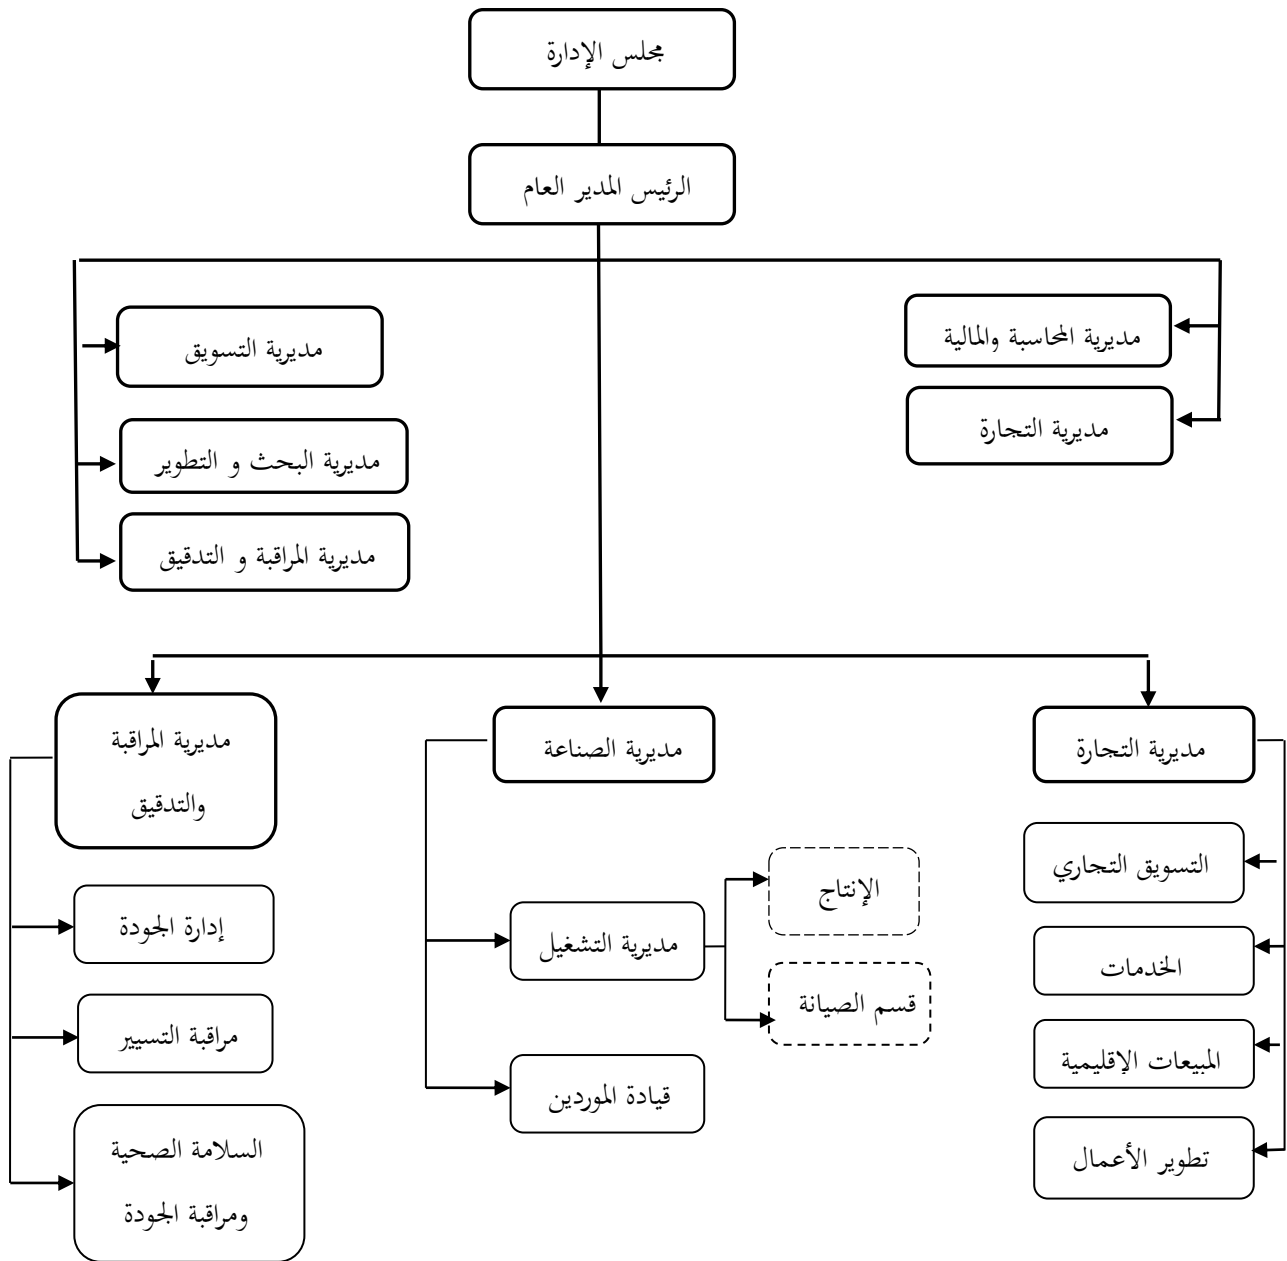 مجلس الإدارة
الرئيس المدير العام
مديرية المحاسبة والمالية
مديرية التجارة
مديرية التسويق
مديرية البحث و التطوير
مديرية المراقبة و التدقيق
مديرية التجارة
التسويق التجاري
الخدمات
المبيعات الإقليمية
تطوير الأعمال
مديرية الصناعة
مديرية التشغيل
الإنتاج
قسم الصيانة
قيادة الموردين
مديرية المراقبة
والتدقيق
إدارة الجودة
مراقبة التسيير
السلامة الصحية
ومراقبة الجودة